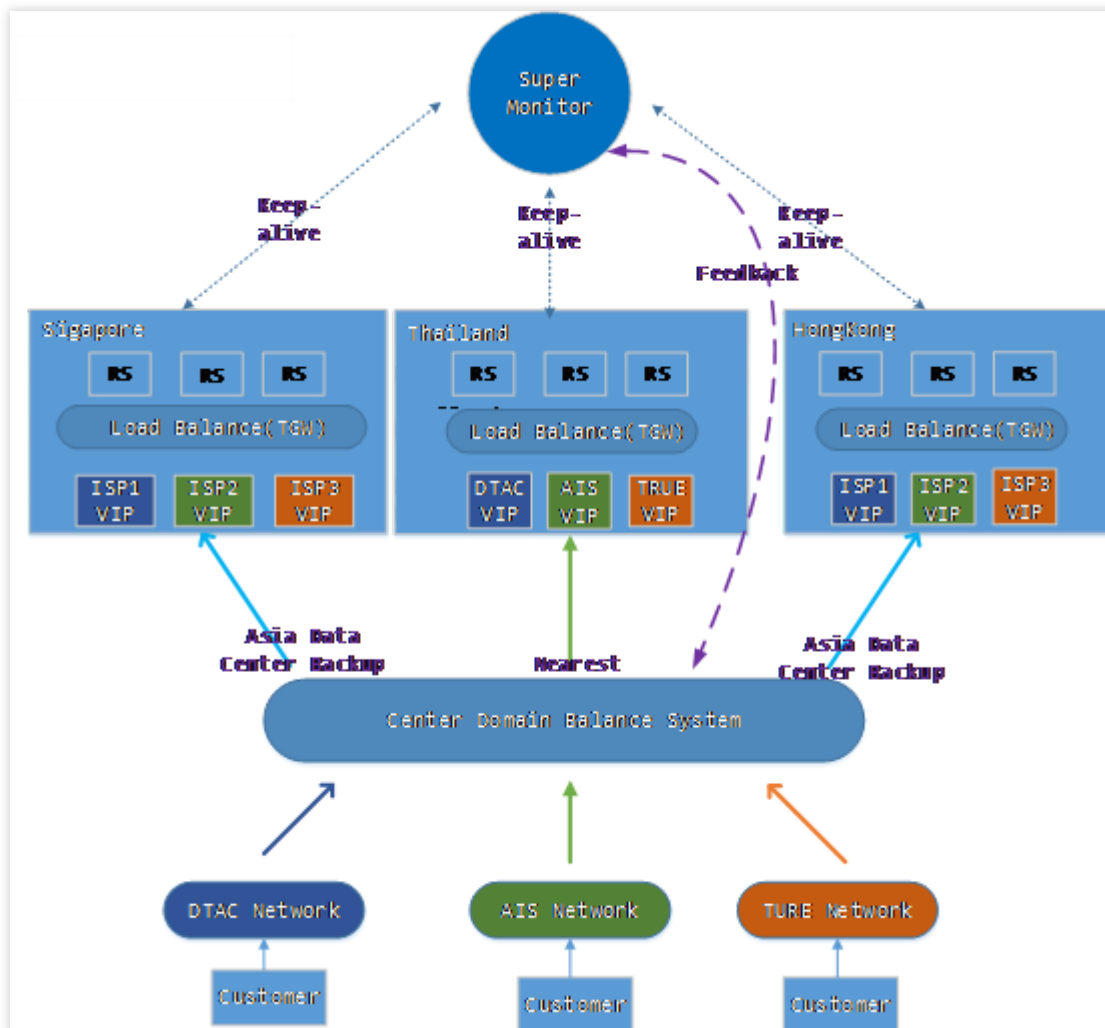 Super
Monitor
Keep-
alive
Keep-
alive
Keep-
alive
Feedback
Sigapore
RS
RS
RS
Load Balance(TGW)
ISP1
VIP
ISP2
VIP
ISP3
VIP
Thailand
RS
RS
RS
Load Balance(TGW)
DTAC
VIP
AIS
VIP
TRUE
VIP
HongKong
RS
RS
RS
Load Balance(TGW)
ISP1
VIP
ISP2
VIP
ISP3
VIP
Asia Data
Center Backup
Nearest
Asia Data
Center Backup
Center Domain Balance System
DTAC Network
AIS Network
TURE Network
Customer
Customer
Customer